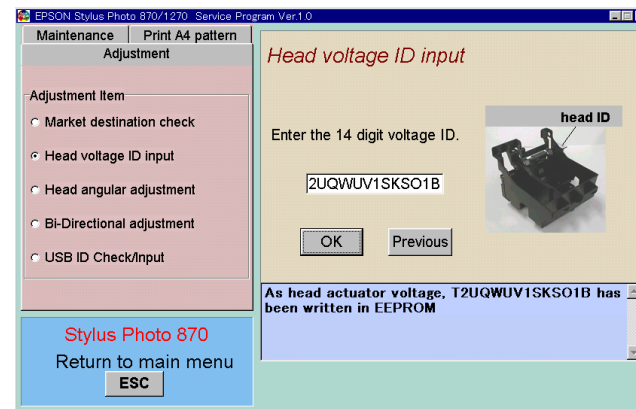 EPSON Stylus Photo 870/1270 Service Program Ver.1.0
Maintenance
Print A4 pattern
Adjustment
Adjustment Item
Market destination check
Head voltage ID input
Head angular adjustment
Bi-Directional adjustment
USB ID Check/Input
Stylus Photo 870
Return to main menu
ESC
Head voltage ID input
head ID
Enter the 14 digit voltage ID.
2UQWUV1SKSO1B
OK
Previous
As head actuator voltage, T2UQWUV1SKSO1B has
been written in EEPROM